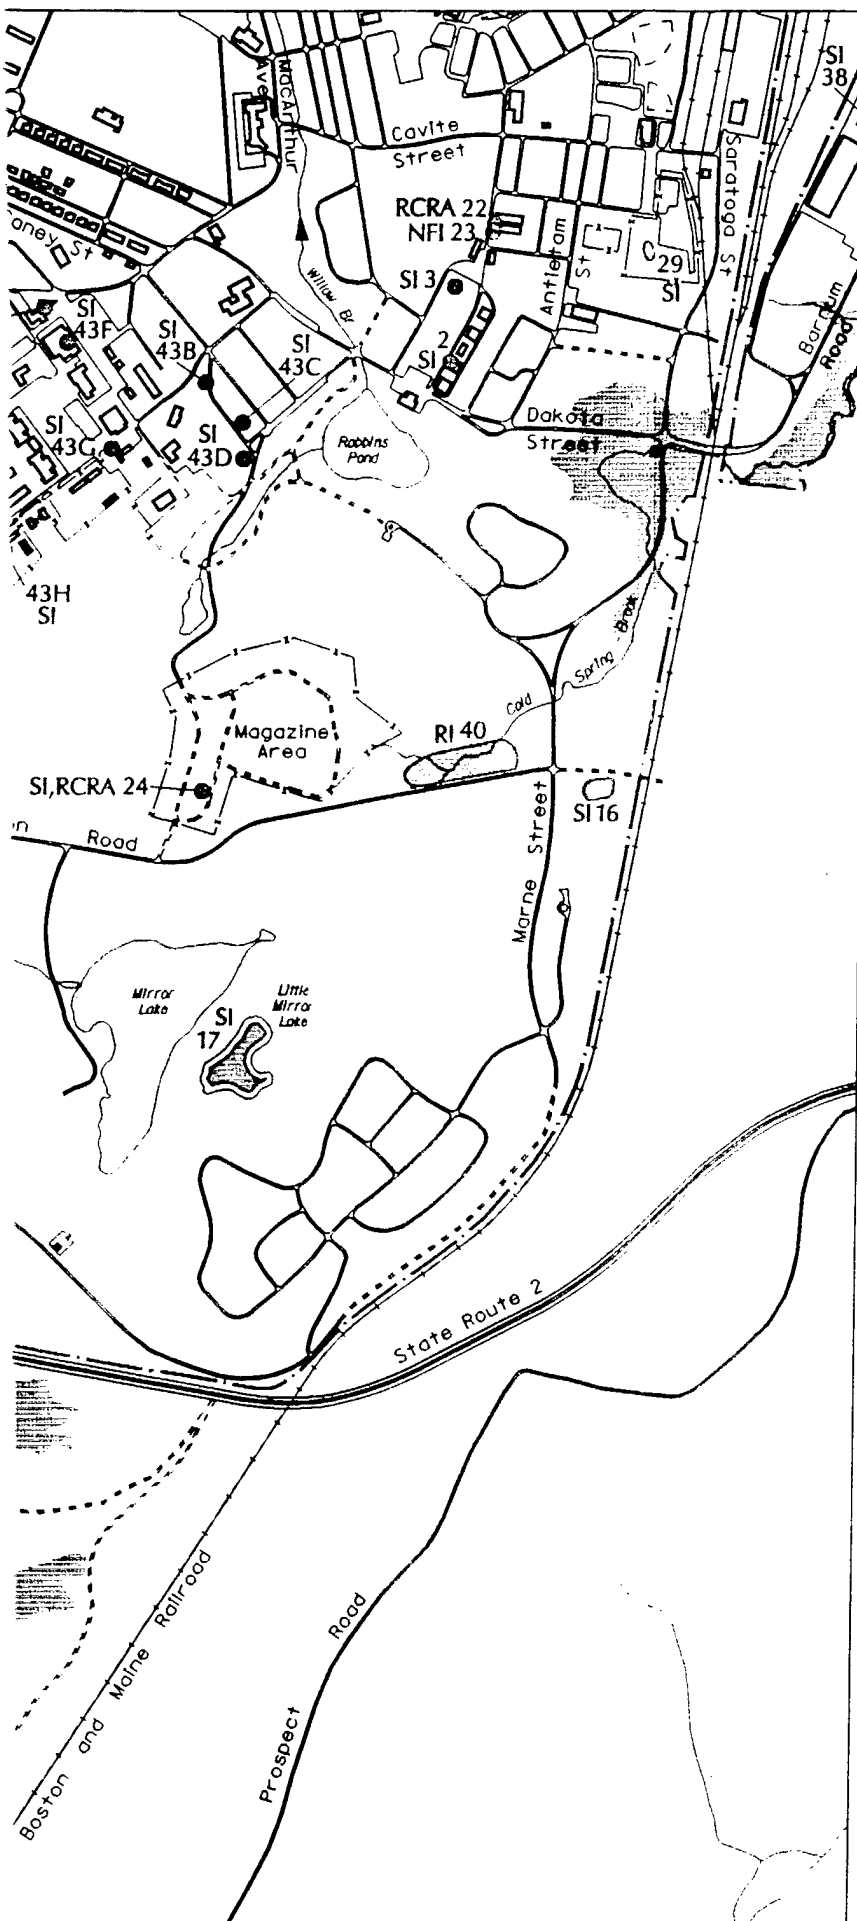 SI
38
MacArthur
Ave
Cavite
Street
Saratoga St
RCRA 22
NFI 23
Antietam
St
29
SI
Willow Br.
SI 3
Barnum
Road
SI
43F
SI
43B
SI
43C
2
SI
SI
43G
SI
43D
Robbins
Pond
Dakota
Street
43H
SI
Cold Spring Brook
Magazine
Area
RI 40
SI,RCRA 24
SI 16
Road
Marne Street
Mirror
Lake
Little
Mirror
Lake
SI
17
State Route 2
Boston and Maine Railroad
Prospect Road